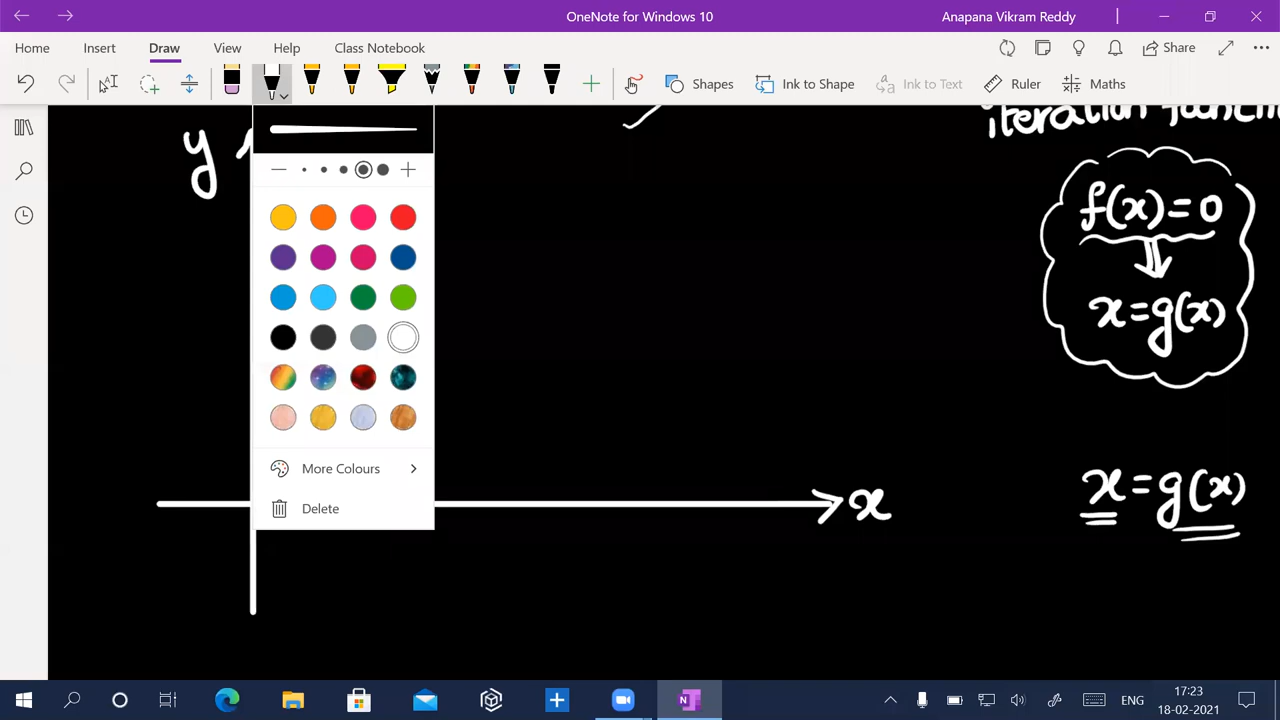 OneNote for Windows 10
Anapana Vikram Reddy
Home Insert Draw View Help Class Notebook
Share
Shapes Ink to Shape Ink to Text Ruler Maths
iteration
y
f(x)=0
x=g(x)
More Colours
x=g(x)
x
Delete
ENG
17:23
18-02-2021